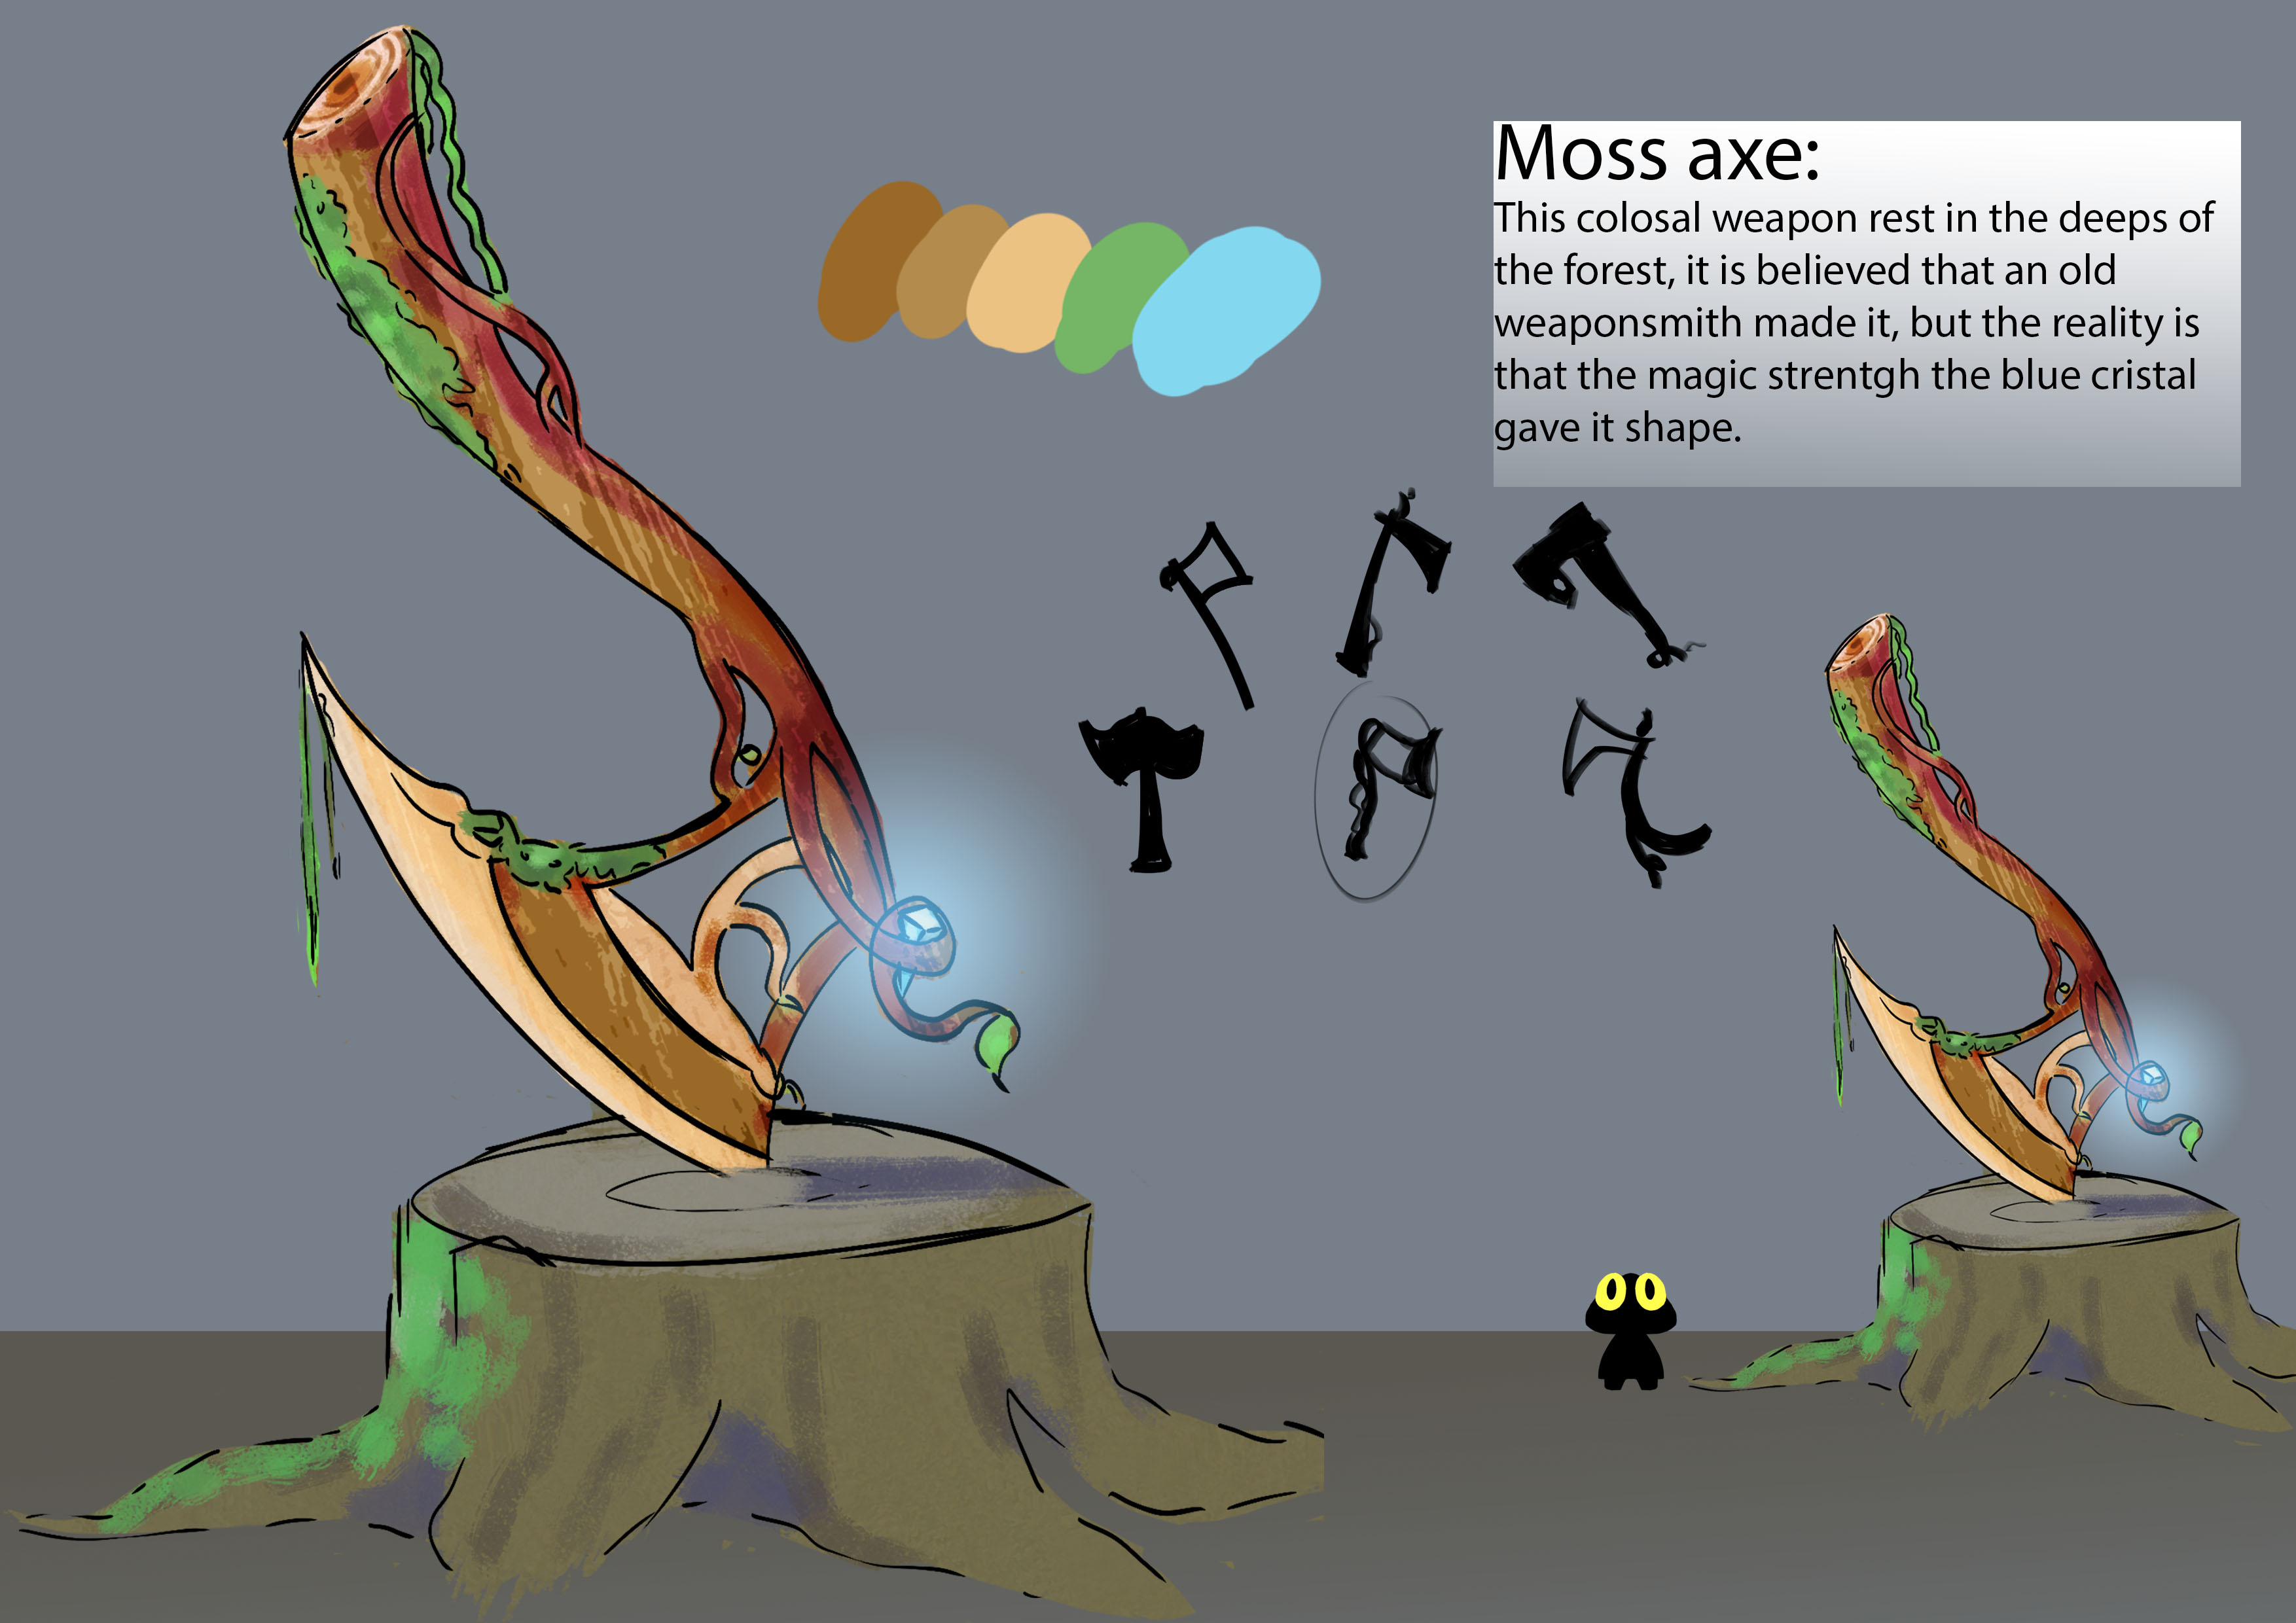 Moss axe:
This colosal weapon rest in the deeps of
the forest, it is believed that an old
weaponsmith made it, but the reality is
that the magic strentgh the blue cristal
gave it shape.